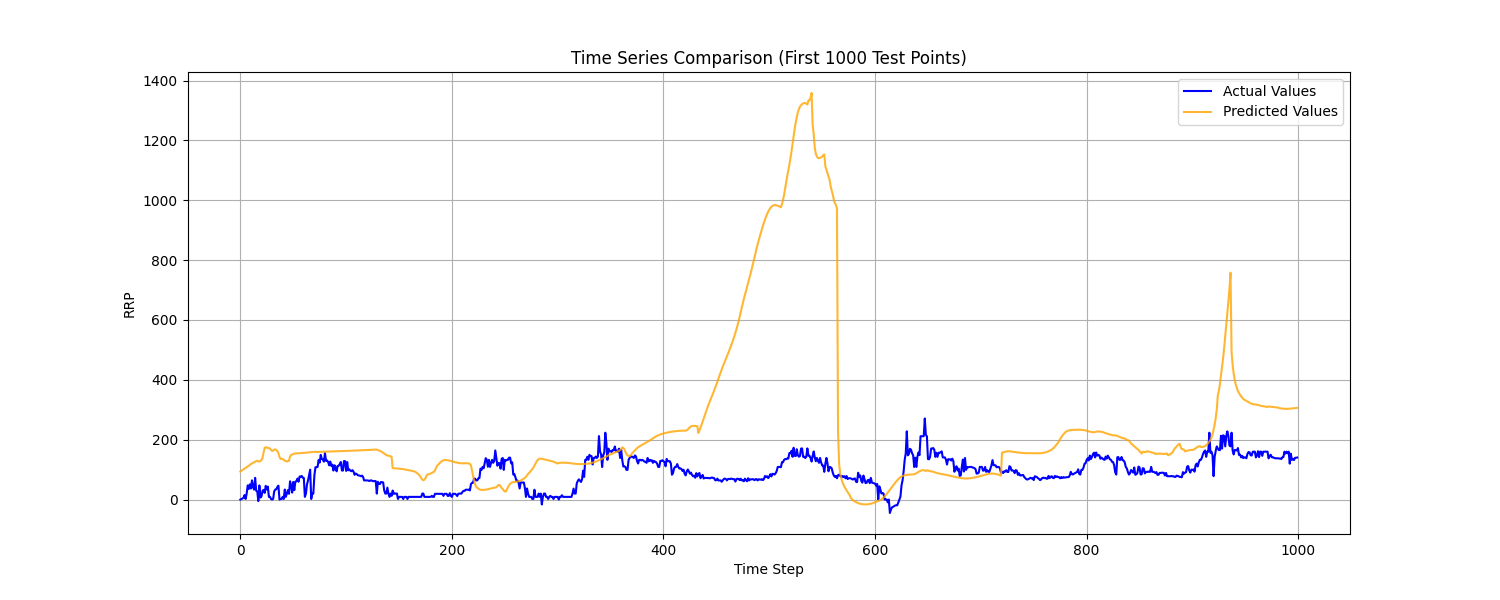 Time Series Comparison (First 1000 Test Points)
Actual Values
Predicted Values
RRP
1400
1200
1000
800
600
400
200
0
0 200 400 600 800 1000
Time Step